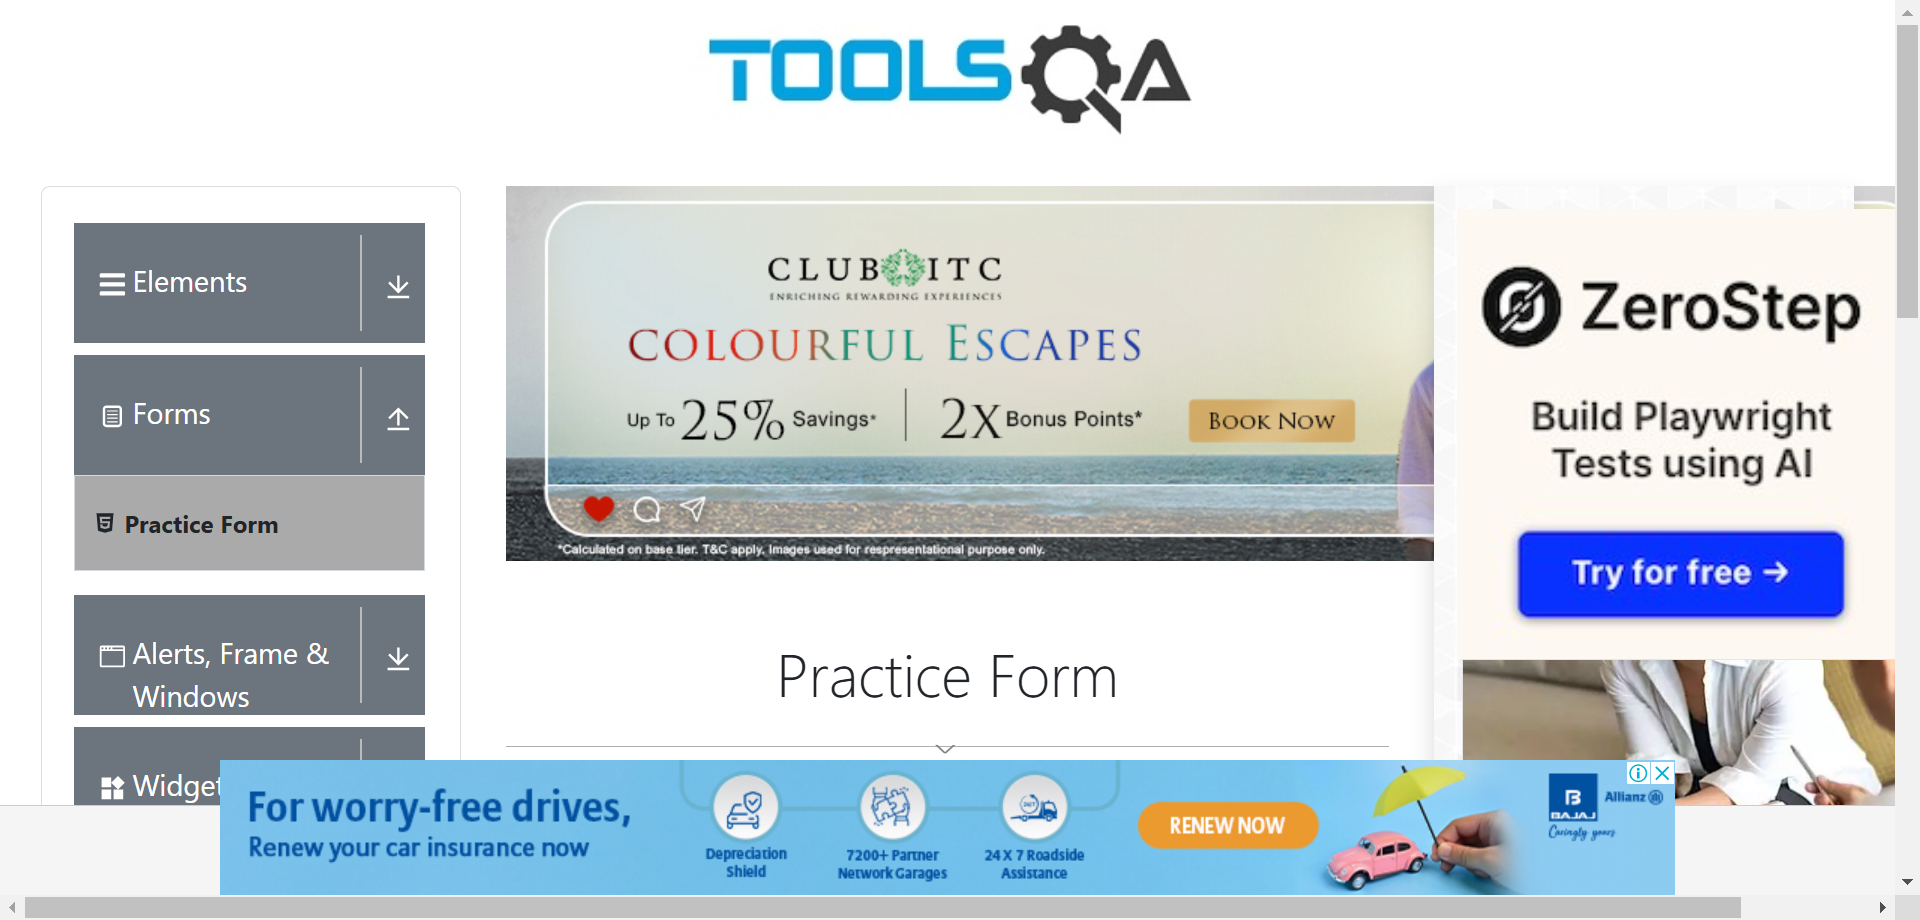 TOOLSQA
Elements
Forms
Practice Form
Alerts, Frame &
Windows
Widget
CLUB ITC
ENRICHING REWARDING EXPERIENCES
COLOURFUL ESCAPES
Up To 25% Savings*
2X Bonus Points*
BOOK NOW
*Calculated on base tier. T&C apply. Images used for respresentational purpose only.
ZeroStep
Build Playwright
Tests using AI
Try for free →
Practice Form
For worry-free drives,
Renew your car insurance now
Depreciation
Shield
7200+ Partner
Network Garages
24 X 7 Roadside
Assistance
RENEW NOW
B
BAJAJ
Allianz
Caringly yours